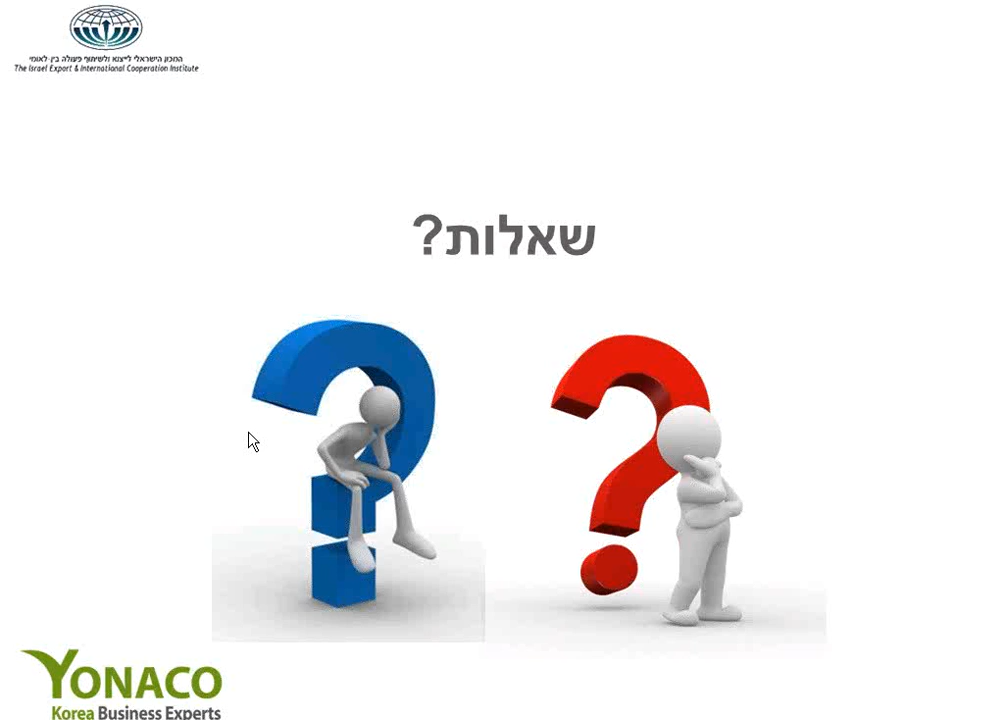 המכון הישראלי לייצוא ולשיתוף פעולה בין-לאומי
The Israel Export & International Cooperation Institute
שאלות?
YONACO
Korea Business Experts